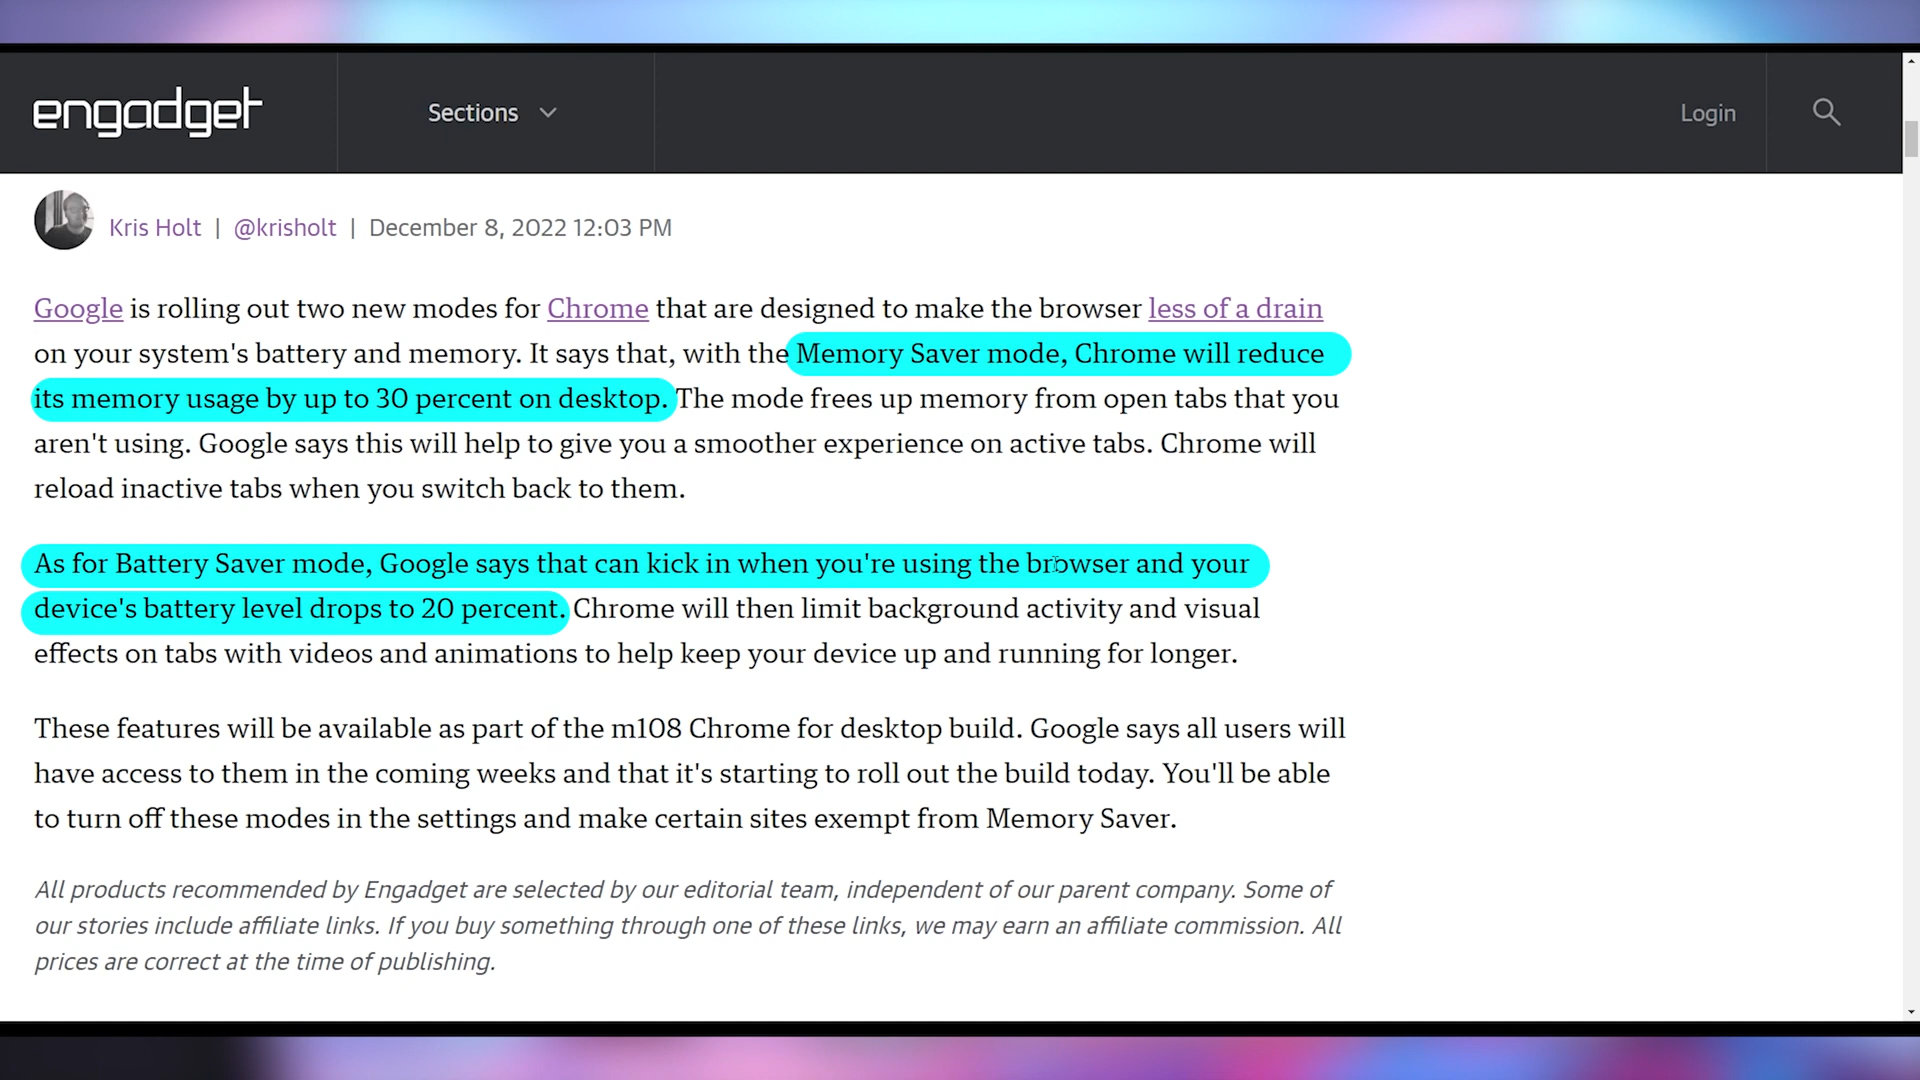 engadget
Sections
Login
Kris Holt | @krisholt | December 8, 2022 12:03 PM
Google is rolling out two new modes for Chrome that are designed to make the browser less of a drain
on your system's battery and memory. It says that, with the Memory Saver mode, Chrome will reduce
its memory usage by up to 30 percent on desktop. The mode frees up memory from open tabs that you
aren't using. Google says this will help to give you a smoother experience on active tabs. Chrome will
reload inactive tabs when you switch back to them.
As for Battery Saver mode, Google says that can kick in when you're using the browser and your
device's battery level drops to 20 percent. Chrome will then limit background activity and visual
effects on tabs with videos and animations to help keep your device up and running for longer.
These features will be available as part of the m108 Chrome for desktop build. Google says all users will
have access to them in the coming weeks and that it's starting to roll out the build today. You'll be able
to turn off these modes in the settings and make certain sites exempt from Memory Saver.
All products recommended by Engadget are selected by our editorial team, independent of our parent company. Some of
our stories include affiliate links. If you buy something through one of these links, we may earn an affiliate commission. All
prices are correct at the time of publishing.